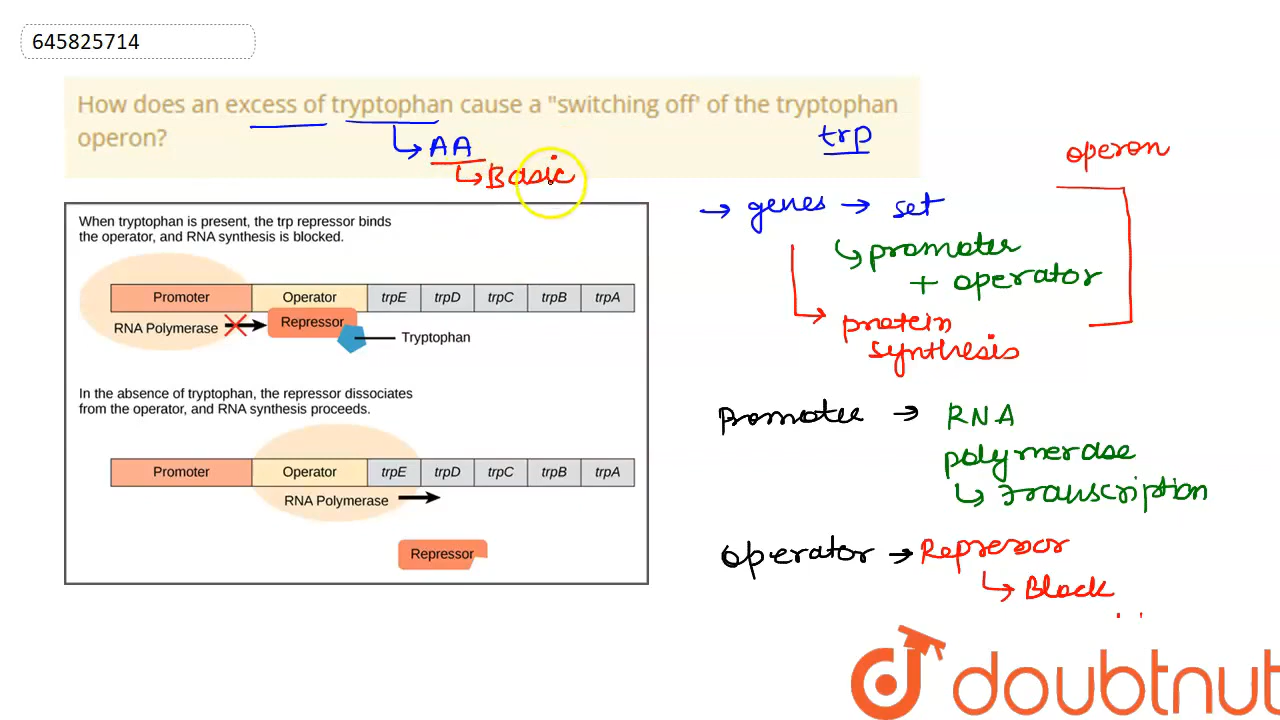 645825714
How does an excess of tryptophan cause a "switching off' of the tryptophan
operon?
AA
Basic
trp
operon
→ genes → set
promoter
+ operator
protein
synthesis
When tryptophan is present, the trp repressor binds
the operator, and RNA synthesis is blocked.
Promoter Operator trpE trpD trpC trpB trpA
RNA Polymerase Repressor
Tryptophan
In the absence of tryptophan, the repressor dissociates
from the operator, and RNA synthesis proceeds.
Promoter Operator trpE trpD trpC trpB trpA
RNA Polymerase
Repressor
Promoter → RNA
polymerase
transcription
operator → Repressor
Block
doubtnut